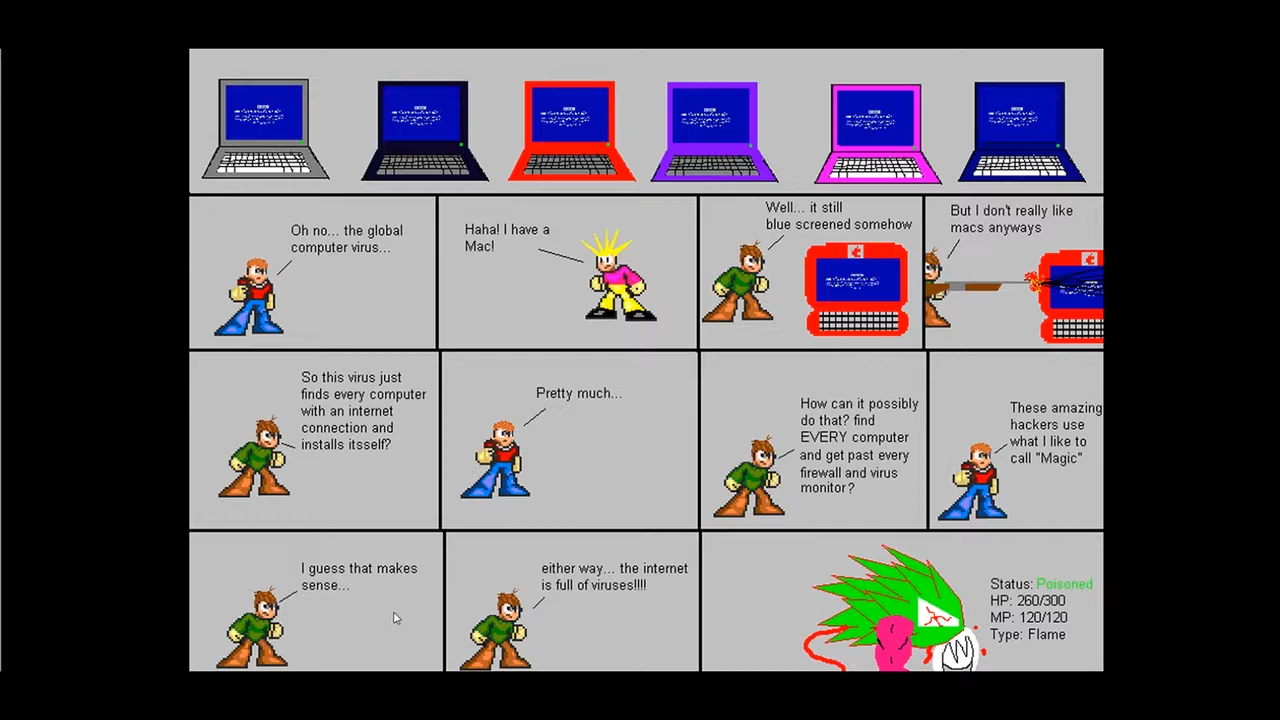 Oh no... the global
computer virus...
Haha! I have a
Mac!
Well... it still
blue screened somehow
But I don't really like
macs anyways
So this virus just
finds every computer
with an internet
connection and
installs itsself?
Pretty much...
How can it possibly
do that? find
EVERY computer
and get past every
firewall and virus
monitor?
These amazing
hackers use
what I like to
call "Magic"
I guess that makes
sense...
either way... the internet
is full of viruses!!!!
Status: Poisoned
HP: 260/300
MP: 120/120
Type: Flame